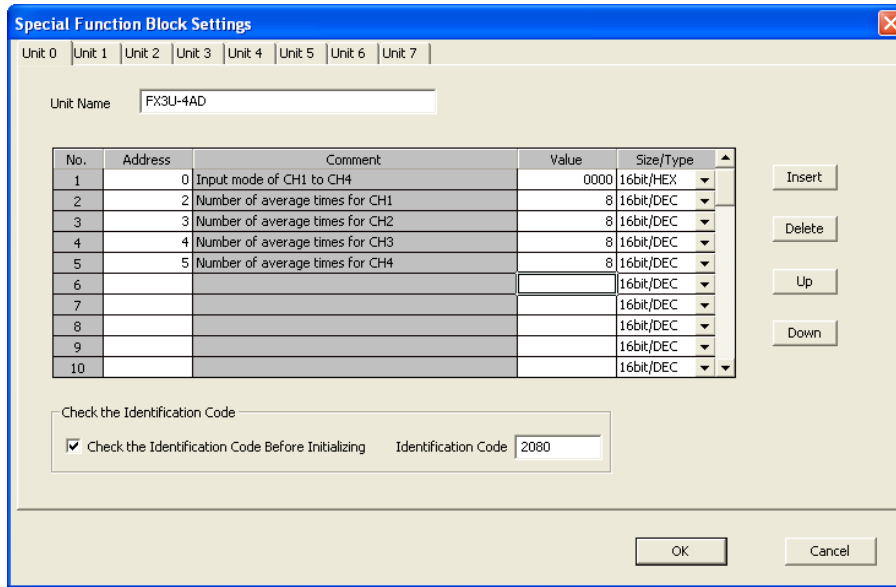 Special Function Block Settings
Unit 0 Unit 1 Unit 2 Unit 3 Unit 4 Unit 5 Unit 6 Unit 7
Unit Name FX3U-4AD
No. Address Comment Value Size/Type
1 0 Input mode of CH1 to CH4 0000 16bit/HEX
2 2 Number of average times for CH1 8 16bit/DEC
3 3 Number of average times for CH2 8 16bit/DEC
4 4 Number of average times for CH3 8 16bit/DEC
5 5 Number of average times for CH4 8 16bit/DEC
6 16bit/DEC
7 16bit/DEC
8 16bit/DEC
9 16bit/DEC
10 16bit/DEC
Insert
Delete
Up
Down
Check the Identification Code
Check the Identification Code Before Initializing Identification Code 2080
OK Cancel